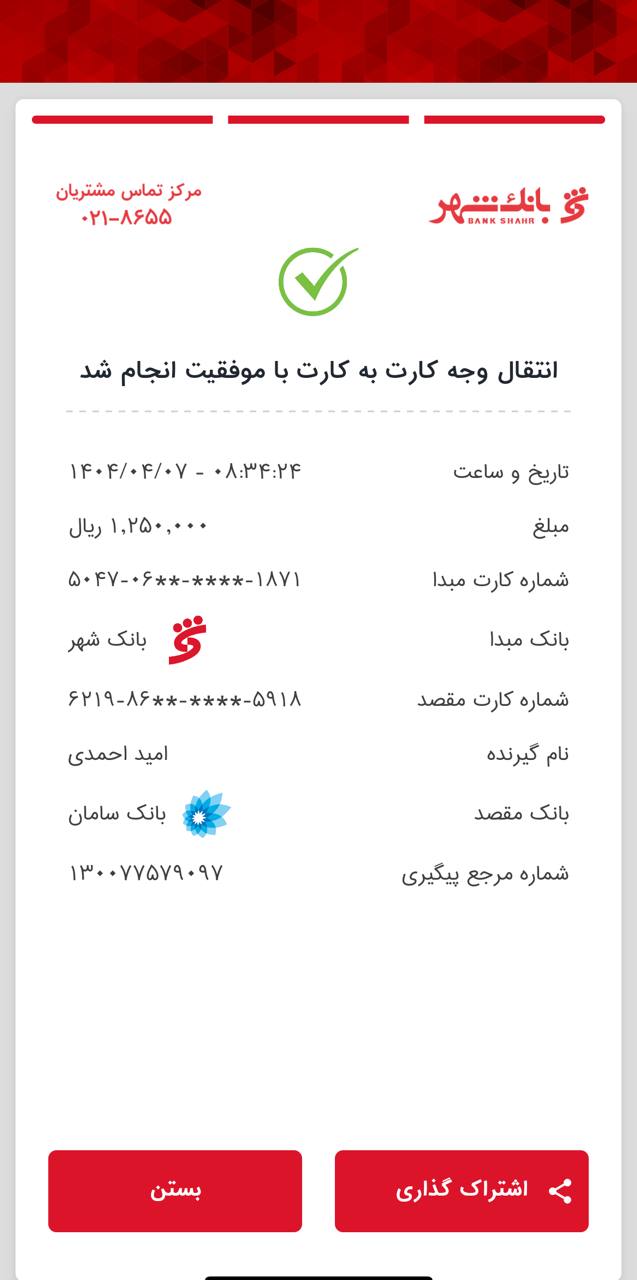 بانک شهر
BANK SHAHR
مرکز تماس مشتریان
۰۲۱-۸۶۵۵
انتقال وجه کارت به کارت با موفقیت انجام شد
تاریخ و ساعت ۱۴۰۴/۰۴/۰۷ - ۰۸:۳۴:۲۴
مبلغ ۱,۲۵۰,۰۰۰ ریال
شماره کارت مبدا ۵۰۴۷-۰۶**-****-۱۸۷۱
بانک مبدا بانک شهر
شماره کارت مقصد ۶۲۱۹-۸۶**-****-۵۹۱۸
نام گیرنده امید احمدی
بانک مقصد بانک سامان
شماره مرجع پیگیری ۱۳۰۰۷۷۵۷۹۰۹۷
اشتراک گذاری
بستن